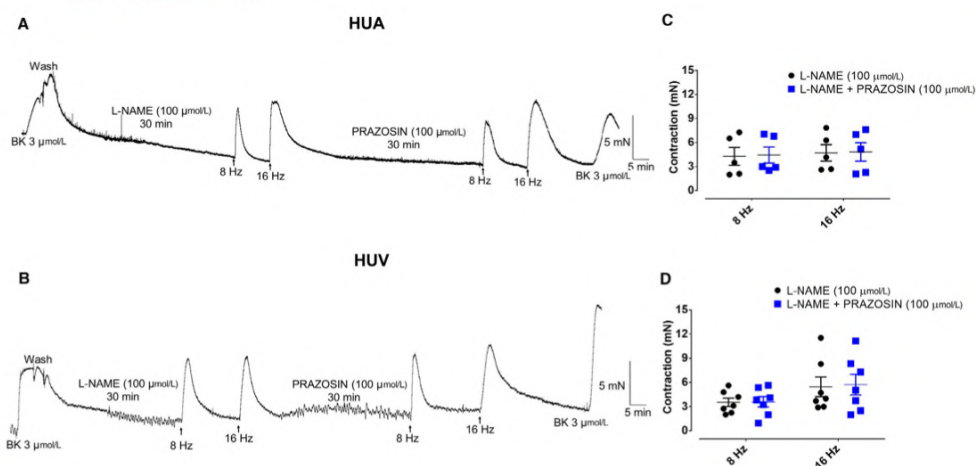 A
HUA
Wash
BK 3 µmol/L
L-NAME (100 µmol/L)
30 min
8 Hz
16 Hz
PRAZOSIN (100 µmol/L)
30 min
8 Hz
16 Hz
BK 3 µmol/L
5 mN
5 min
C
L-NAME (100 µmol/L)
L-NAME + PRAZOSIN (100 µmol/L)
Contraction (mN)
15
12
9
6
3
0
8 Hz
16 Hz
B
HUV
Wash
BK 3 µmol/L
L-NAME (100 µmol/L)
30 min
8 Hz
16 Hz
PRAZOSIN (100 µmol/L)
30 min
8 Hz
16 Hz
BK 3 µmol/L
5 mN
5 min
D
L-NAME (100 µmol/L)
L-NAME + PRAZOSIN (100 µmol/L)
Contraction (mN)
15
12
9
6
3
0
8 Hz
16 Hz